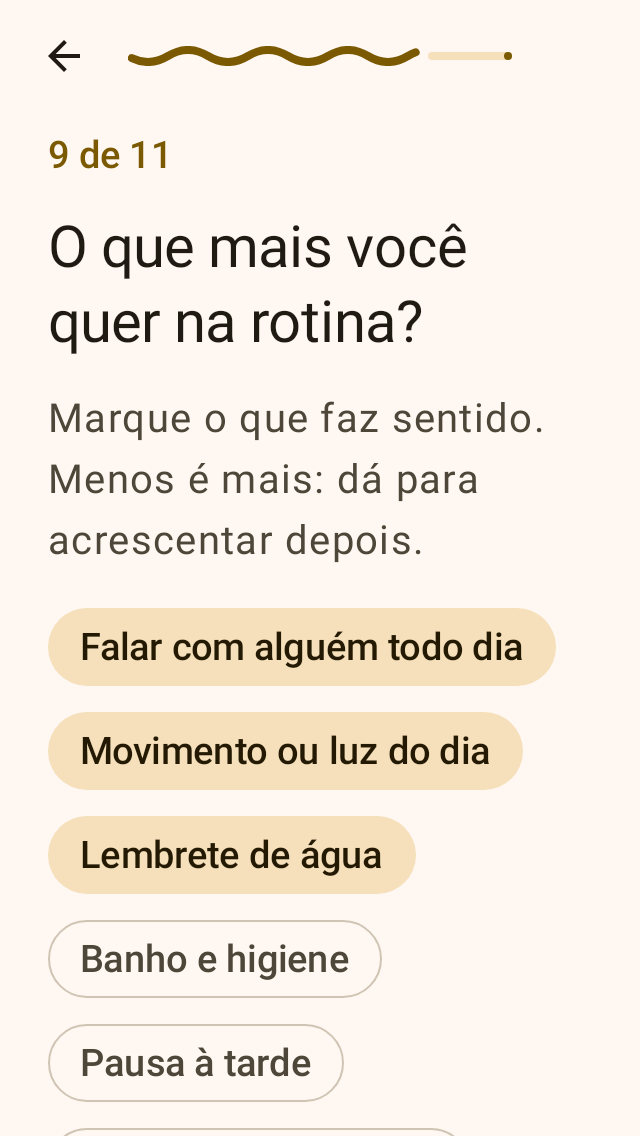 9 de 11
O que mais você
quer na rotina?
Marque o que faz sentido.
Menos é mais: dá para
acrescentar depois.
Falar com alguém todo dia
Movimento ou luz do dia
Lembrete de água
Banho e higiene
Pausa à tarde